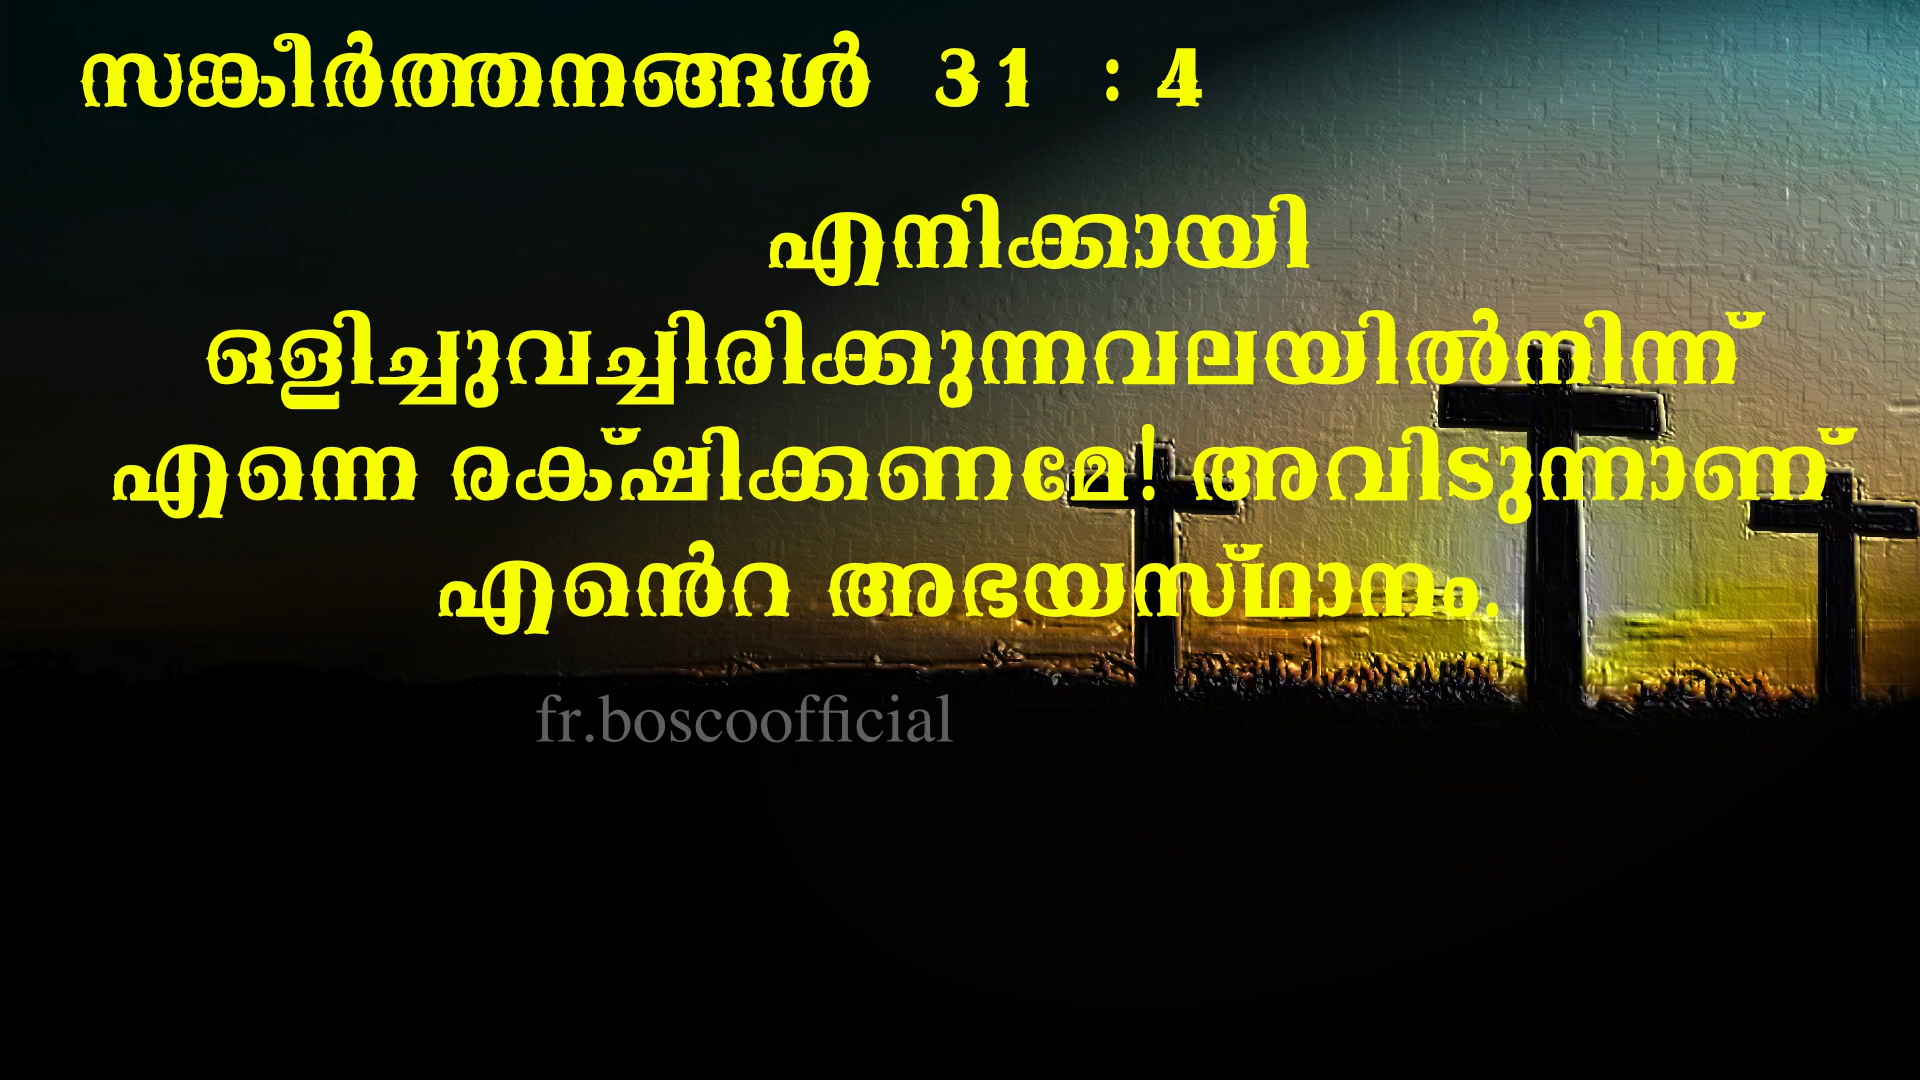 സങ്കീർത്തനങ്ങൾ 31 : 4
എനിക്കായി
ഒളിച്ചുവച്ചിരിക്കുന്നവലയിൽനിന്ന്
എന്നെ രക്‌ഷിക്കണമേ! അവിടുന്നാണ്
എൻെറ അഭയസ്‌ഥാനം.
fr.boscoofficial